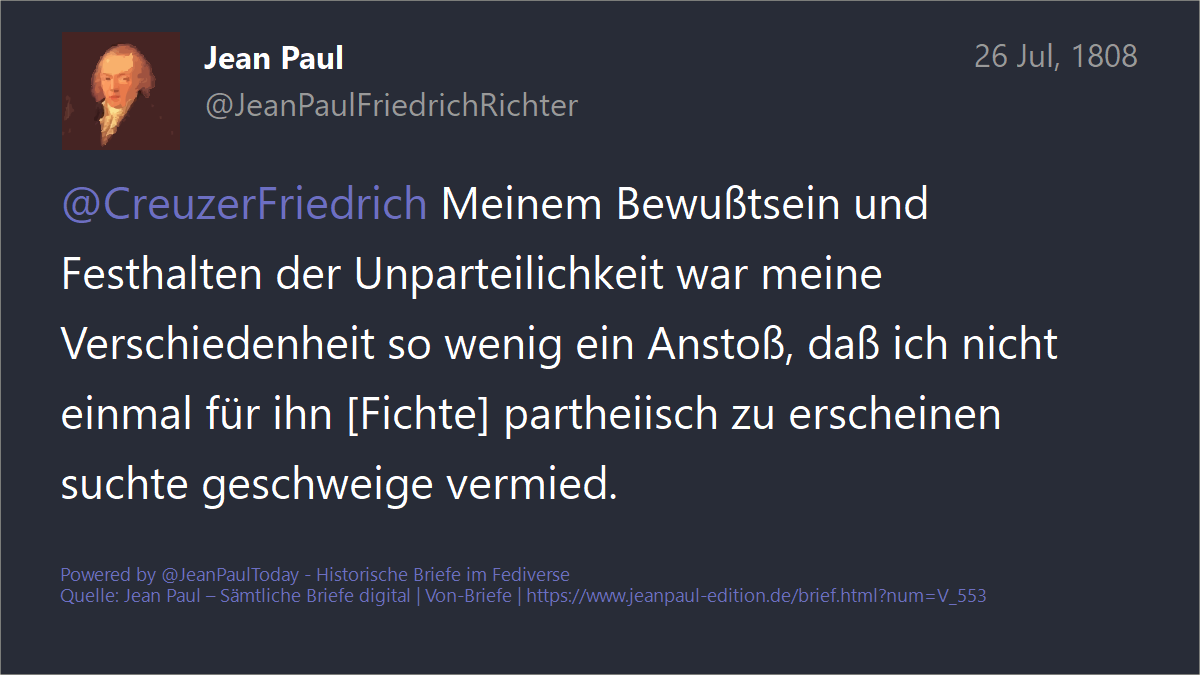 Jean Paul
26 Jul, 1808
@JeanPaulFriedrichRichter
@CreuzerFriedrich Meinem Bewußtsein und
Festhalten der Unparteilichkeit war meine
Verschiedenheit so wenig ein Anstoß, daß ich nicht
einmal für ihn [Fichte] partheiisch zu erscheinen
suchte geschweige vermied.
Powered by @JeanPaulToday - Historische Briefe im Fediverse
Quelle: Jean Paul – Sämtliche Briefe digital | Von-Briefe | https://www.jeanpaul-edition.de/brief.html?num=V_553